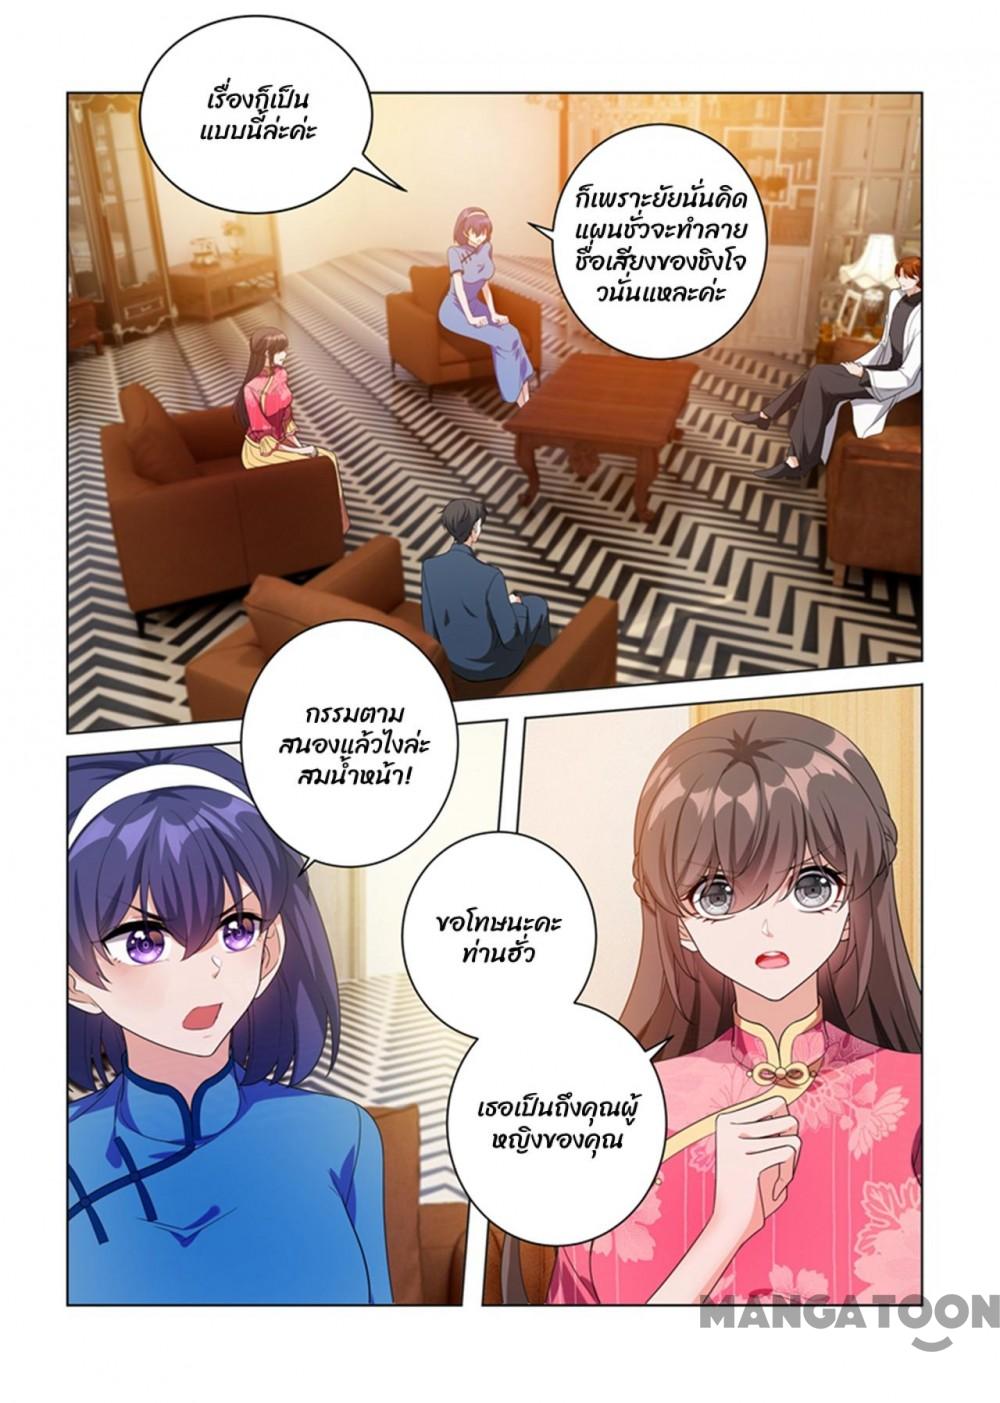 เรื่องก็เป็น
แบบนี้ล่ะค่ะ
ก็เพราะยัยนั่นคิด
แผนชั่วจะทำลาย
ชื่อเสียงของชิงโจ
วนั่นแหละค่ะ
กรรมตาม
สนองแล้วไงล่ะ
สมน้ำหน้า!
ขอโทษนะคะ
ท่านฮั่ว
เธอเป็นถึงคุณผู้
หญิงของคุณ
MANGATOON